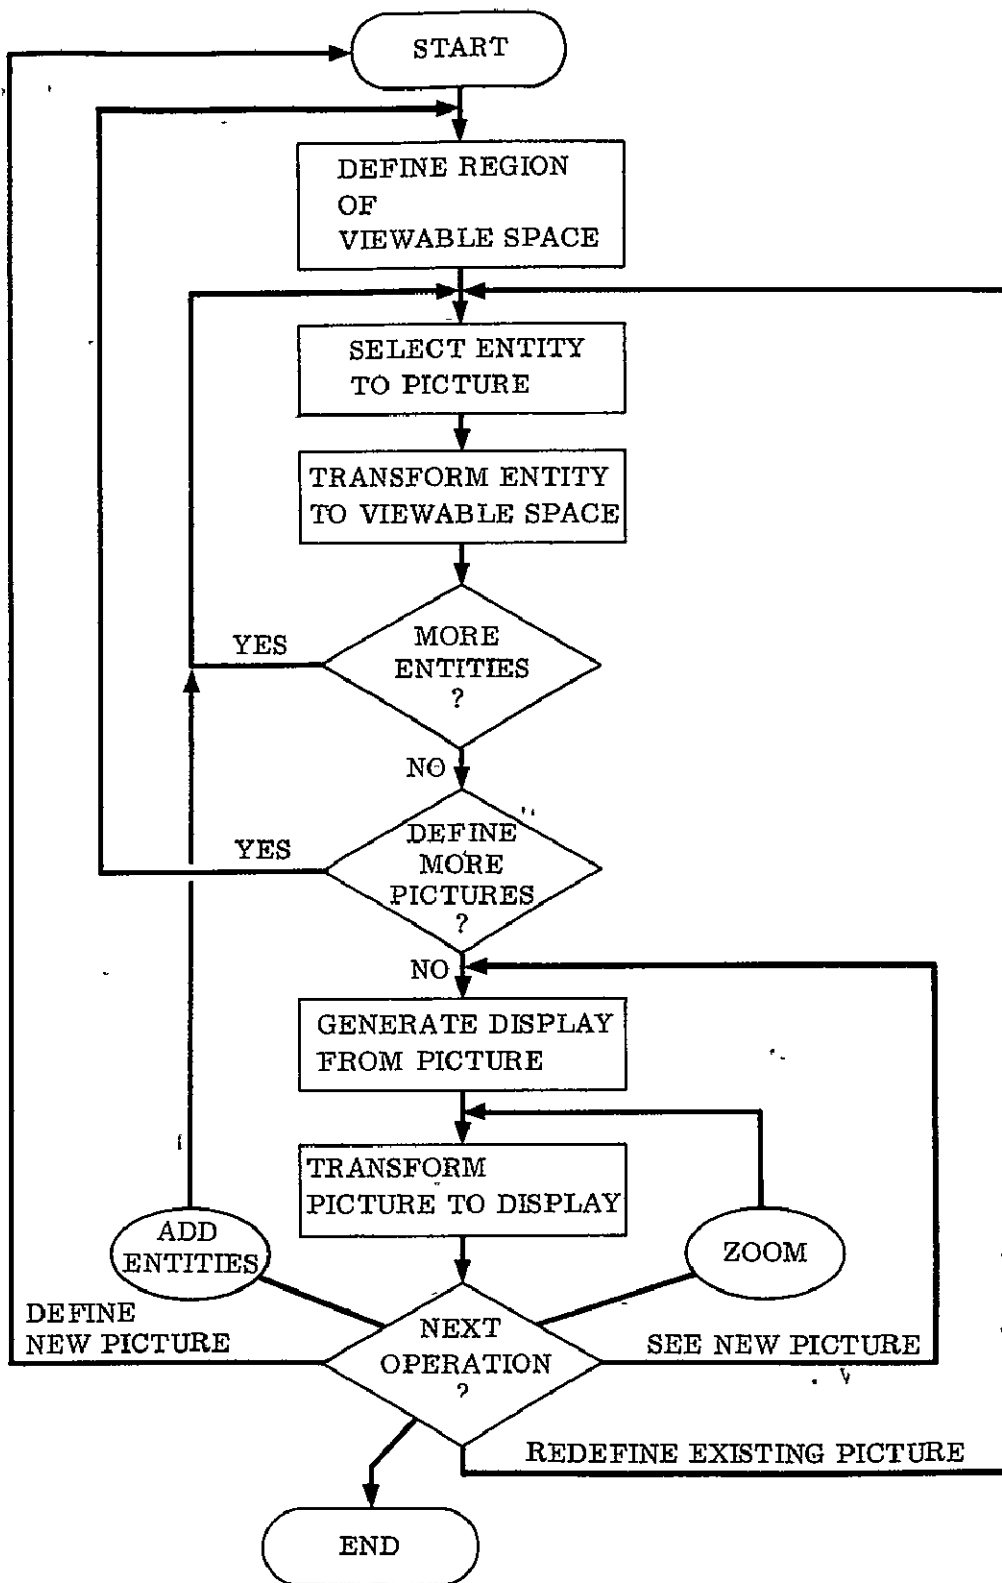 START
DEFINE REGION
OF
VIEWABLE SPACE
SELECT ENTITY
TO PICTURE
TRANSFORM ENTITY
TO VIEWABLE SPACE
YES
MORE
ENTITIES
?
NO
YES
DEFINE
MORE
PICTURES
?
NO
GENERATE DISPLAY
FROM PICTURE
TRANSFORM
PICTURE TO DISPLAY
ADD
ENTITIES
ZOOM
DEFINE
NEW PICTURE
NEXT
OPERATION
?
SEE NEW PICTURE
REDEFINE EXISTING PICTURE
END